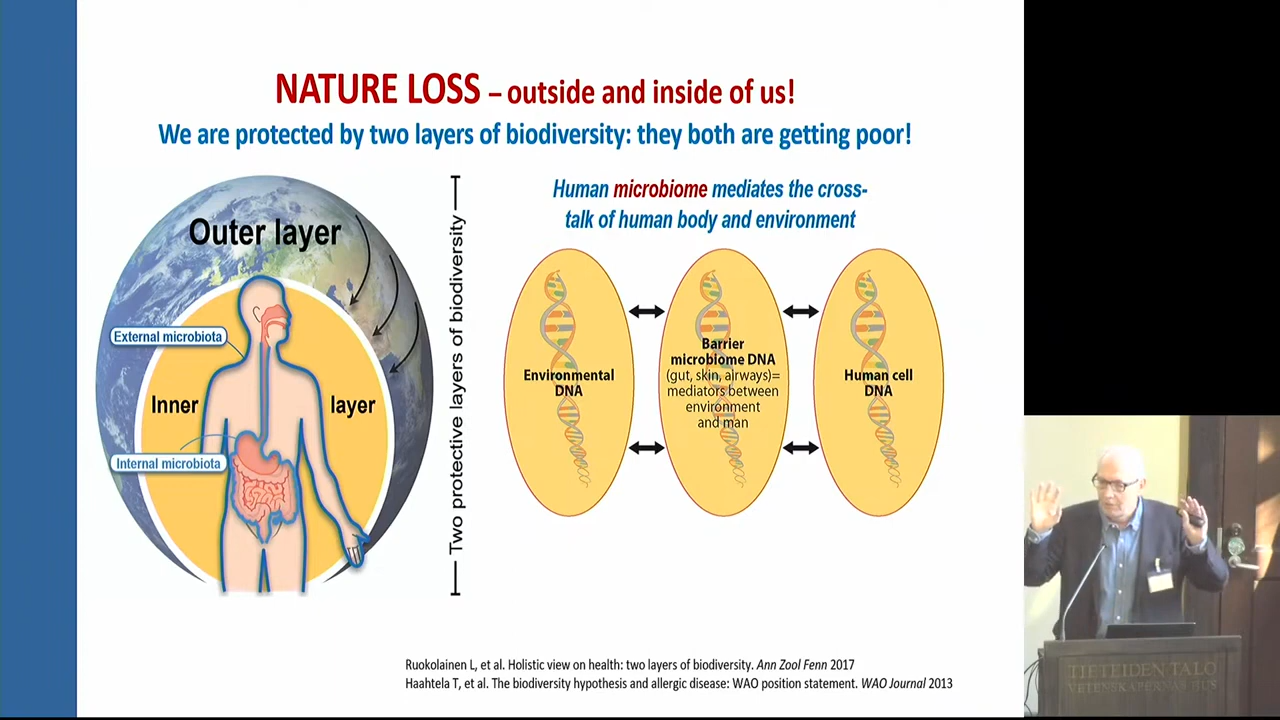 NATURE LOSS – outside and inside of us!
We are protected by two layers of biodiversity: they both are getting poor!
Outer layer
External microbiota
Inner layer
Internal microbiota
Two protective layers of biodiversity
Human microbiome mediates the cross-
talk of human body and environment
Environmental
DNA
Barrier
microbiome DNA
(gut, skin, airways)=
mediators between
environment
and man
Human cell
DNA
Ruokolainen L, et al. Holistic view on health: two layers of biodiversity. Ann Zool Fenn 2017
Haahtela T, et al. The biodiversity hypothesis and allergic disease: WAO position statement. WAO Journal 2013
TIETEIDEN TALO
VETENSKAPERNAS HUS